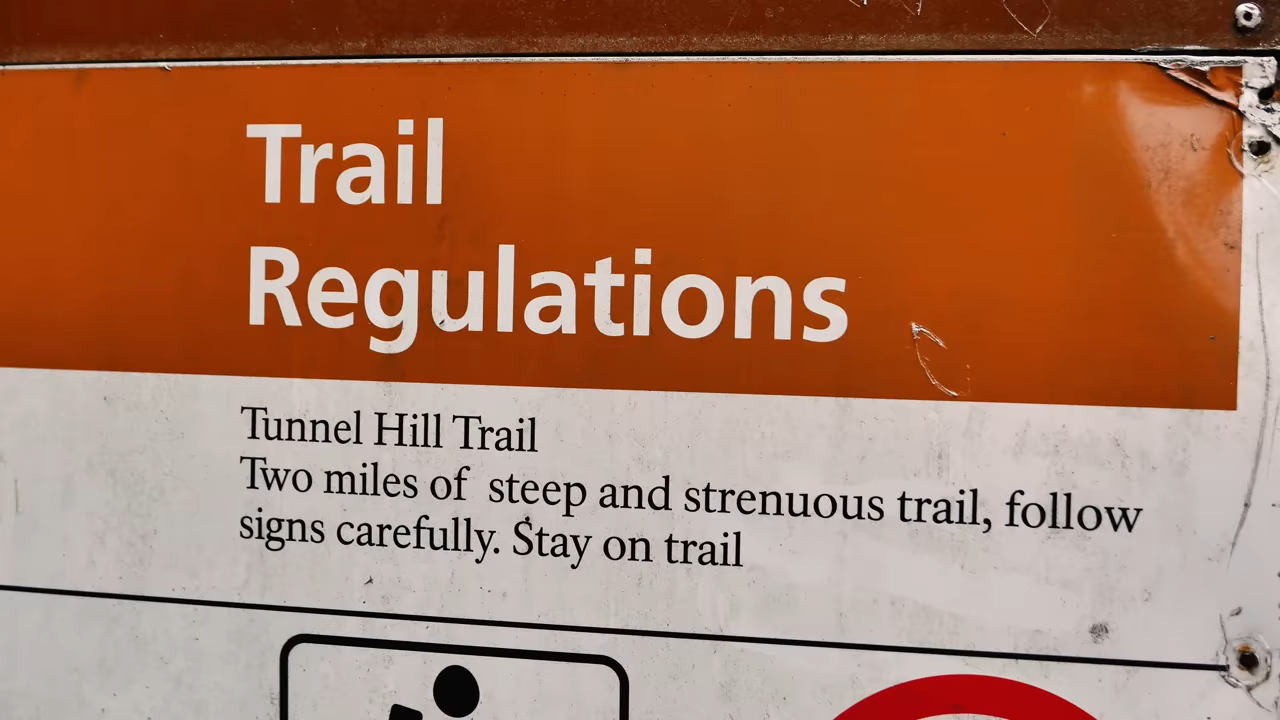 Trail
Regulations
Tunnel Hill Trail
Two miles of steep and strenuous trail, follow
signs carefully. Stay on trail